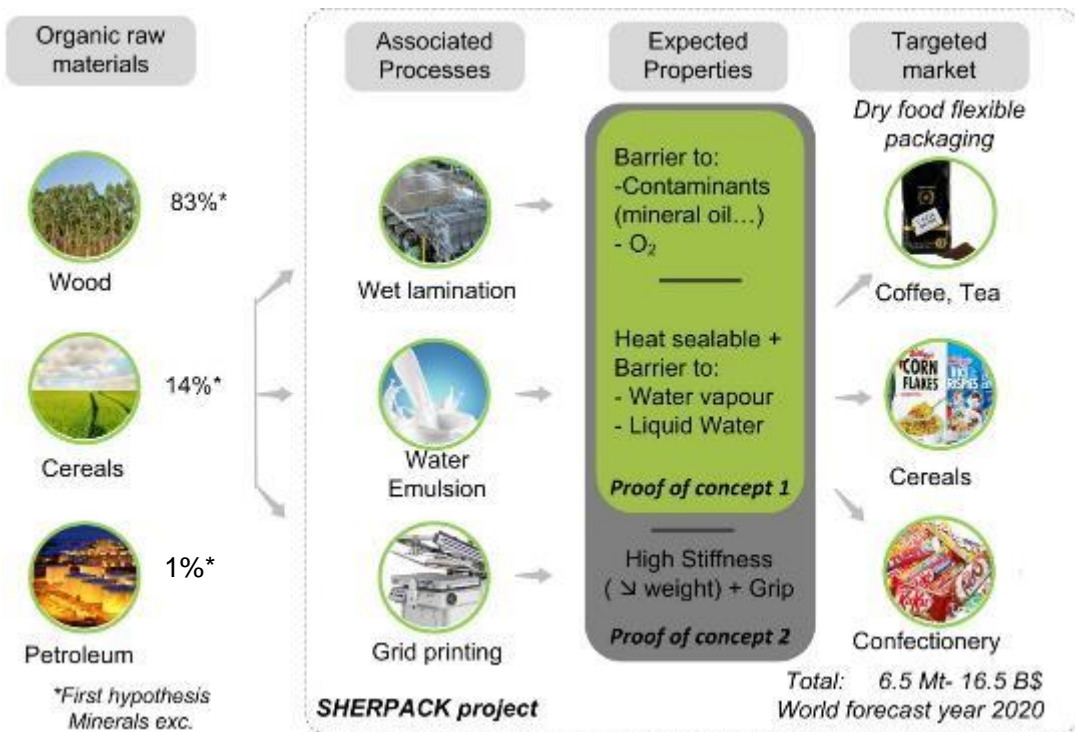 Organic raw
materials
83%*
Wood
14%*
Cereals
1%*
Petroleum
*First hypothesis
Minerals exc.
Associated
Processes
Wet lamination
Water
Emulsion
Grid printing
SHERPACK project
Expected
Properties
Barrier to:
-Contaminants
(mineral oil...)
- O₂
Heat sealable +
Barrier to:
- Water vapour
- Liquid Water
Proof of concept 1
High Stiffness
( ↘ weight) + Grip
Proof of concept 2
Targeted
market
Dry food flexible
packaging
Coffee, Tea
CORN
FLAKES
Cereals
Confectionery
Total: 6.5 Mt- 16.5 B$
World forecast year 2020